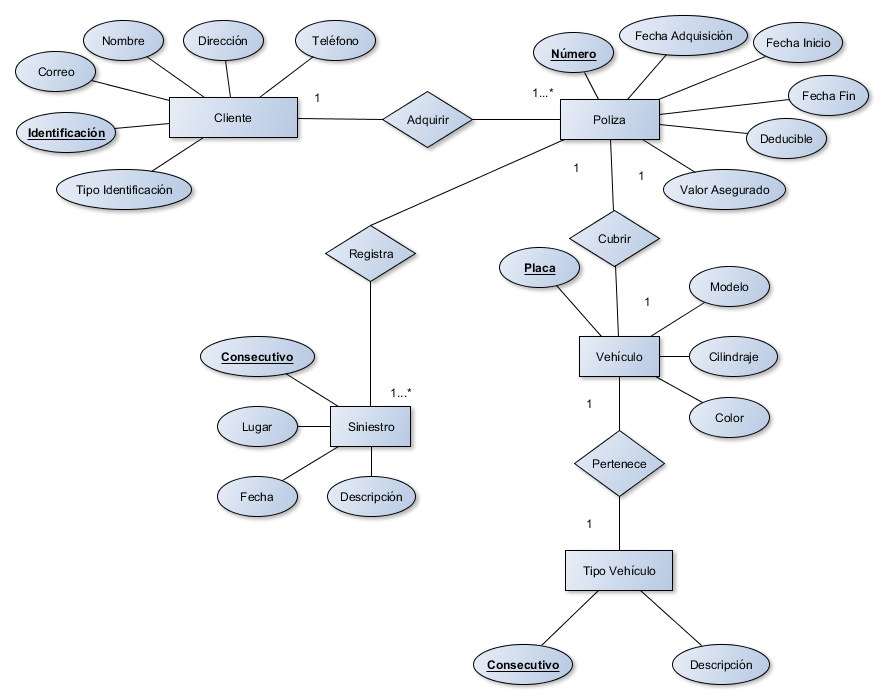 Nombre
Dirección
Teléfono
Correo
Identificación
Tipo Identificación
Cliente
1
Adquirir
1...*
Número
Fecha Adquisición
Fecha Inicio
Fecha Fin
Deducible
Valor Asegurado
Poliza
1
1
Registra
Cubrir
Placa
1
Modelo
Vehículo
Cilindraje
Color
Consecutivo
1...*
Lugar
Siniestro
Fecha
Descripción
1
Pertenece
1
Tipo Vehículo
Consecutivo
Descripción